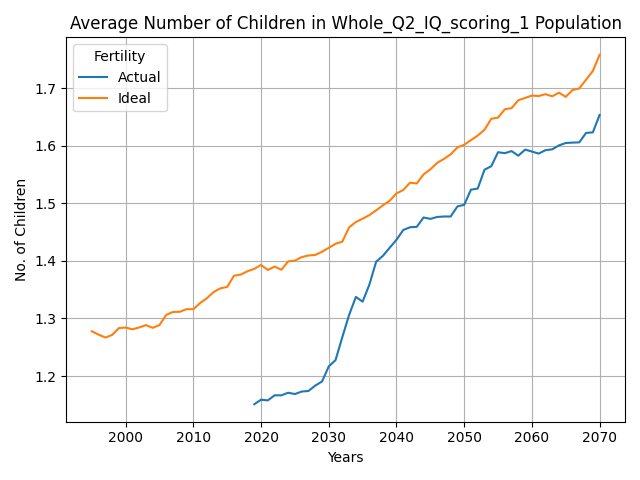 Average Number of Children in Whole_Q2_IQ_scoring_1 Population
Fertility
Actual
Ideal
No. of Children
1.7
1.6
1.5
1.4
1.3
1.2
2000 2010 2020 2030 2040 2050 2060 2070
Years